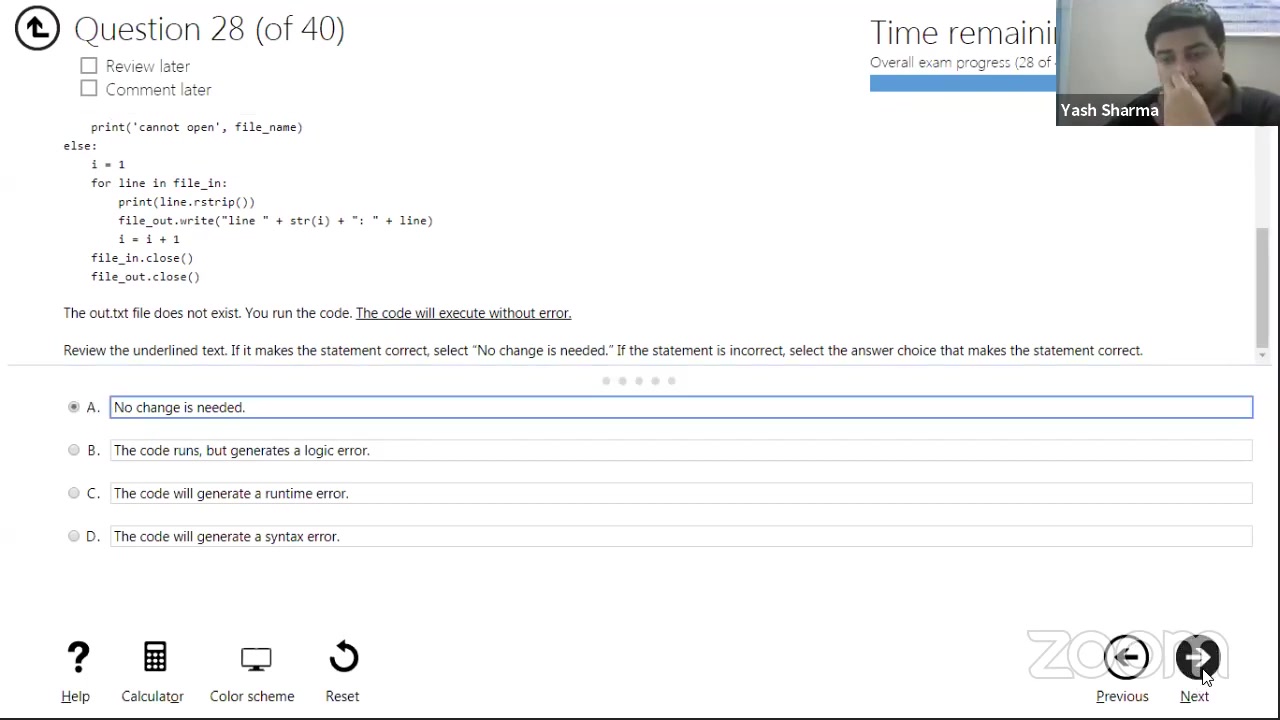 Question 28 (of 40)
Review later
Comment later
Time remaini
Overall exam progress (28 of
Yash Sharma
print('cannot open', file_name)
else:
i = 1
for line in file_in:
print(line.rstrip())
file_out.write("line " + str(i) + ": " + line)
i = i + 1
file_in.close()
file_out.close()
The out.txt file does not exist. You run the code. The code will execute without error.
Review the underlined text. If it makes the statement correct, select “No change is needed.” If the statement is incorrect, select the answer choice that makes the statement correct.
A. No change is needed.
B. The code runs, but generates a logic error.
C. The code will generate a runtime error.
D. The code will generate a syntax error.
zoom
Help
Calculator
Color scheme
Reset
Previous
Next